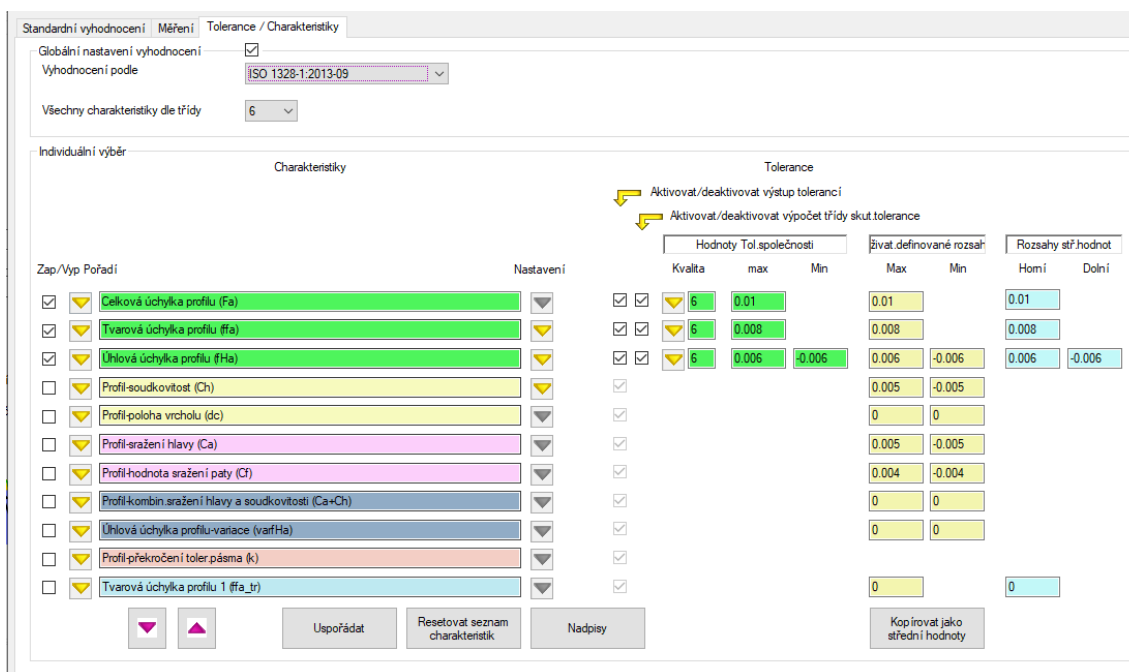 Standardní vyhodnocení Měření Tolerance / Charakteristiky
Globální nastavení vyhodnocení
Vyhodnocení podle ISO 1328-1:2013-09
Všechny charakteristiky dle třídy 6
Individuální výběr
Charakteristiky Tolerance
Aktivovat/deaktivovat výstup tolerancí
Aktivovat/deaktivovat výpočet třídy skut.tolerance
Hodnoty Tol.společnosti živat.definované rozsah Rozsahy stř.hodnot
Zap/Vyp Pořadí Nastavení Kvalita max Min Max Min Horní Dolní
Celková úchylka profilu (Fa) 6 0.01 0.01 0.01
Tvarová úchylka profilu (ffa) 6 0.008 0.008 0.008
Úhlová úchylka profilu (fHa) 6 0.006 -0.006 0.006 -0.006 0.006 -0.006
Profil-soudkovitost (Ch) 0.005 -0.005
Profil-poloha vrcholu (dc) 0 0
Profil-sražení hlavy (Ca) 0.005 -0.005
Profil-hodnota sražení paty (Cf) 0.004 -0.004
Profil-kombin.sražení hlavy a soudkovitosti (Ca+Ch) 0 0
Úhlová úchylka profilu-variace (varfHa) 0 0
Profil-překročení toler.pásma (k)
Tvarová úchylka profilu 1 (ffa_tr) 0 0
Uspořádat Resetovat seznam charakteristik Nadpisy Kopírovat jako střední hodnoty